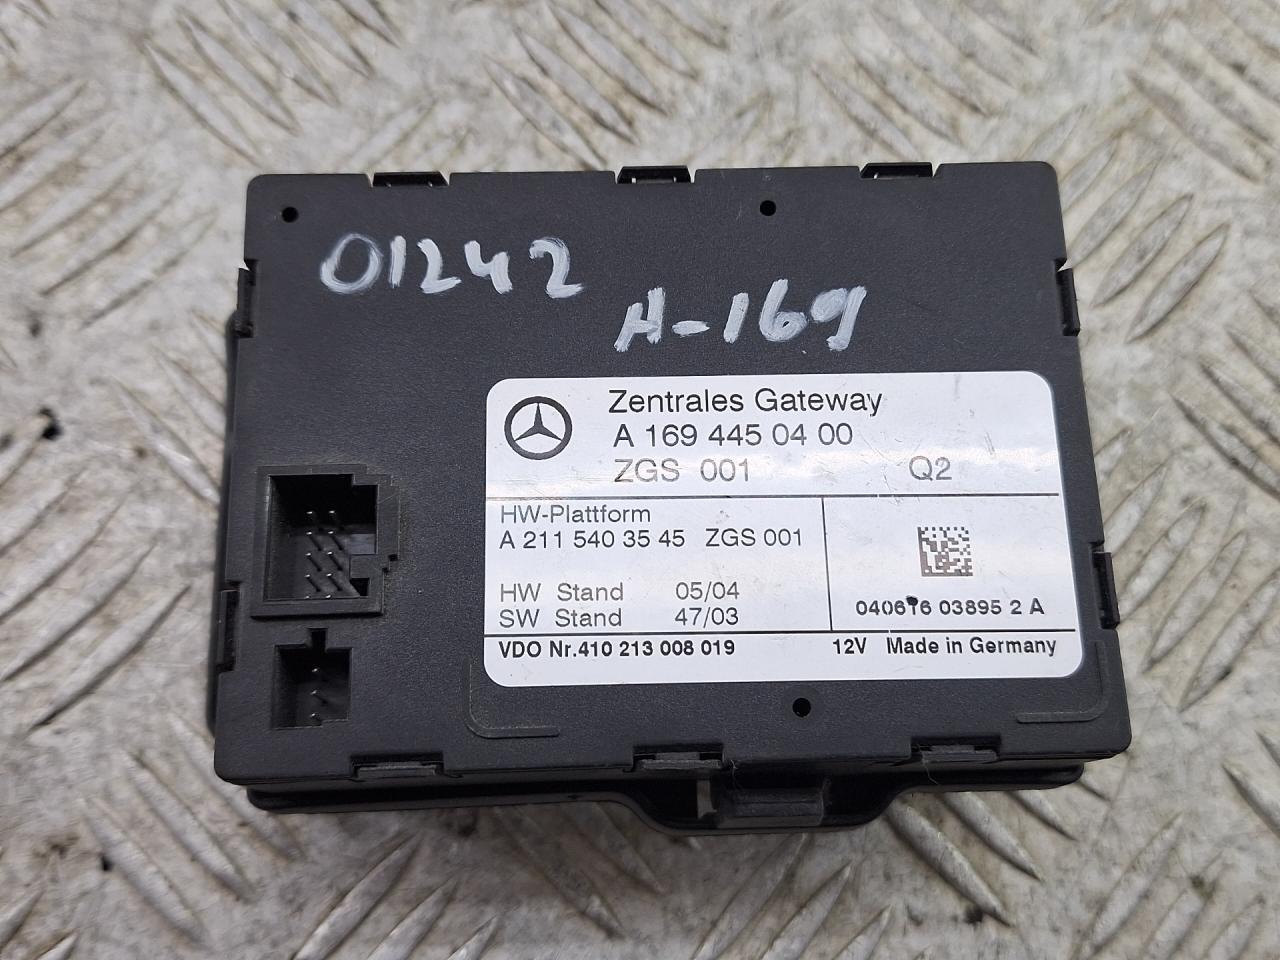 01242
A-169
Zentrales Gateway
A 169 445 04 00
ZGS 001 Q2
HW-Plattform
A 211 540 35 45 ZGS 001
HW Stand 05/04
SW Stand 47/03
040616 03895 2 A
VDO Nr.410 213 008 019 12V Made in Germany